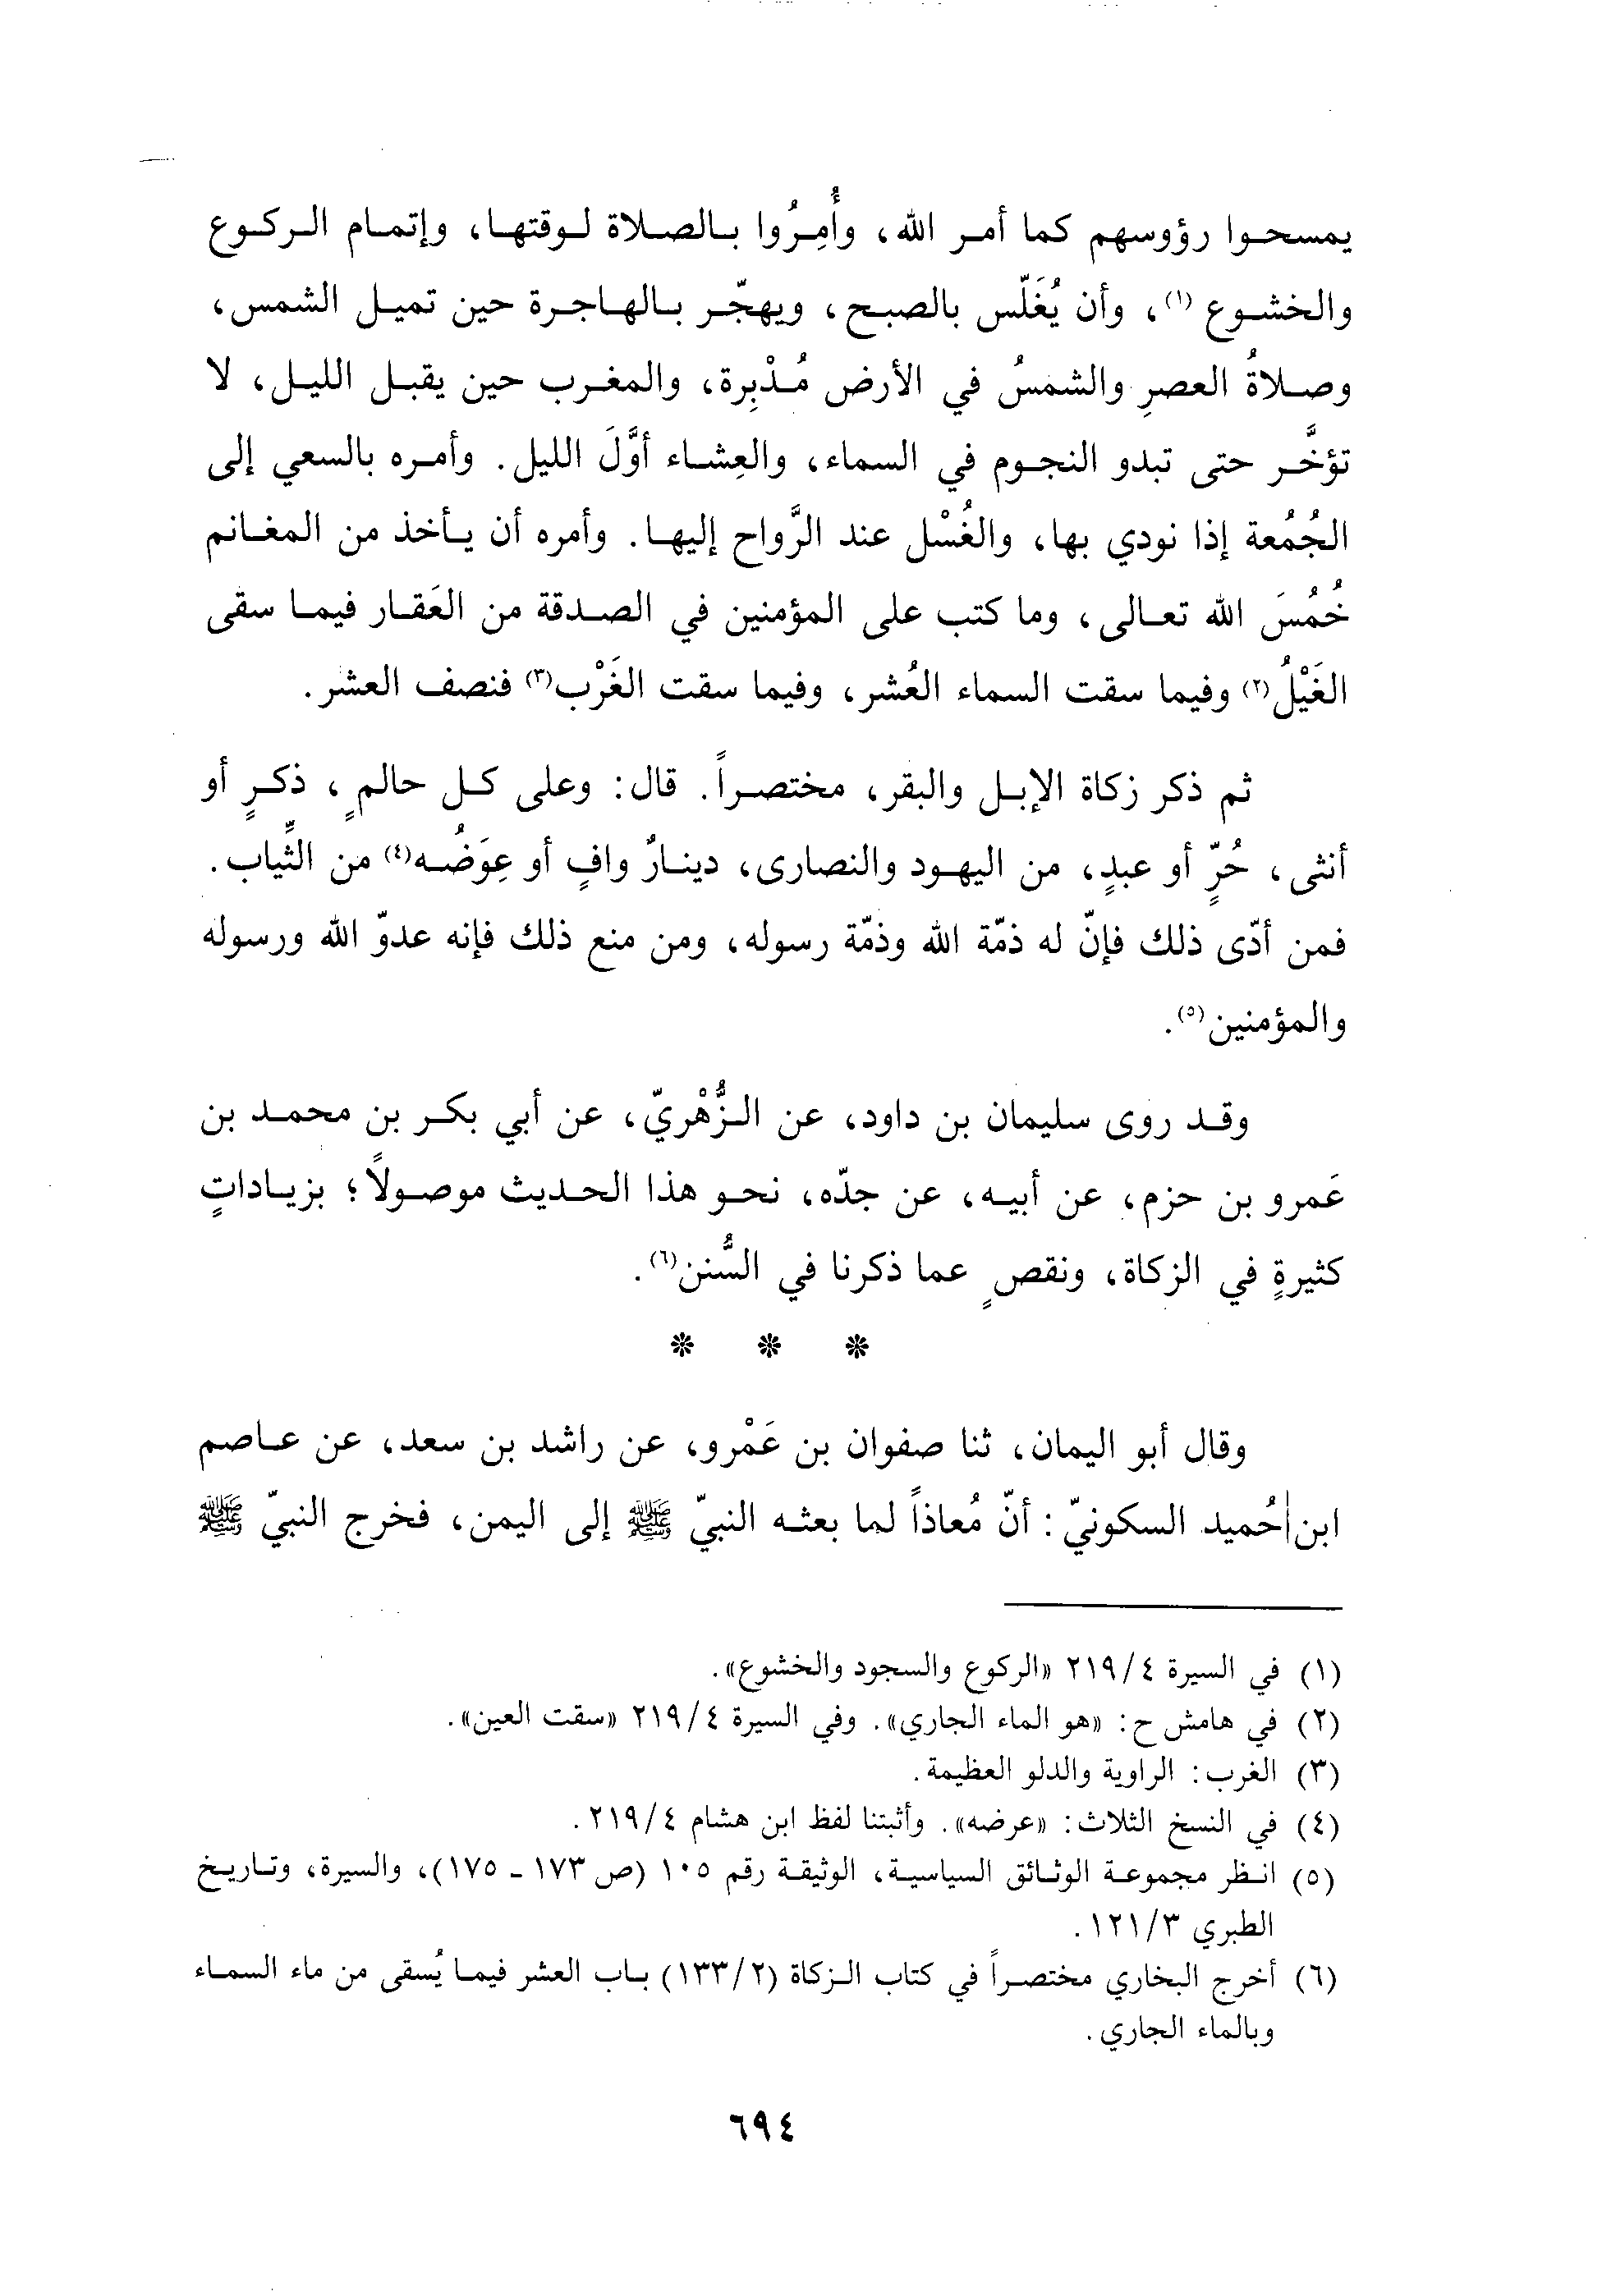 يمسحوا رؤوسهم كما أمر الله، وأُمِرُوا بالصلاة لوقتها، وإتمام الركوع
والخشوع (١)، وأن يُغَلّس بالصبح، ويهجّر بالهاجرة حين تميل الشمس،
وصلاةُ العصرِ والشمسُ في الأرض مُدْبِرة، والمغرب حين يقبل الليل، لا
تؤخَّر حتى تبدو النجوم في السماء، والعِشاء أوَّلَ الليل. وأمره بالسعي إلى
الجُمُعة إذا نودي بها، والغُسْل عند الرَّواح إليها. وأمره أن يأخذ من المغانم
خُمُسَ الله تعالى، وما كتب على المؤمنين في الصدقة من العَقار فيما سقى
الغَيْلُ(٢) وفيما سقت السماء العُشر، وفيما سقت الغَرْب(٣) فنصف العشر.
ثم ذكر زكاة الإبل والبقر، مختصراً. قال: وعلى كل حالمٍ، ذكرٍ أو
أنثى، حُرٍّ أو عبدٍ، من اليهود والنصارى، دينارٌ وافٍ أو عِوَضُه(٤) من الثِّياب.
فمن أدّى ذلك فإنّ له ذمّة الله وذمّة رسوله، ومن منع ذلك فإنه عدوّ الله ورسوله
والمؤمنين(٥).
وقد روى سليمان بن داود، عن الزُّهْريّ، عن أبي بكر بن محمد بن
عَمرو بن حزم، عن أبيه، عن جدّه، نحو هذا الحديث موصولاً؛ بزياداتٍ
كثيرةٍ في الزكاة، ونقصٍ عما ذكرنا في السُّنن(٦).
* * *
وقال أبو اليمان، ثنا صفوان بن عَمْرو، عن راشد بن سعد، عن عاصم
ابن حُميد السكونيّ: أنّ مُعاذاً لما بعثه النبيّ ﷺ إلى اليمن، فخرج النبيّ ﷺ
(١) في السيرة ٢١٩/٤ «الركوع والسجود والخشوع».
(٢) في هامش ح: «هو الماء الجاري». وفي السيرة ٢١٩/٤ «سقت العين».
(٣) الغرب: الراوية والدلو العظيمة.
(٤) في النسخ الثلاث: «عرضه». وأثبتنا لفظ ابن هشام ٢١٩/٤.
(٥) انظر مجموعة الوثائق السياسية، الوثيقة رقم ١٠٥ (ص ١٧٣ ـ ١٧٥)، والسيرة، وتاريخ
الطبري ١٢١/٣.
(٦) أخرج البخاري مختصراً في كتاب الزكاة (١٣٣/٢) باب العشر فيما يُسقى من ماء السماء
وبالماء الجاري.
٦٩٤